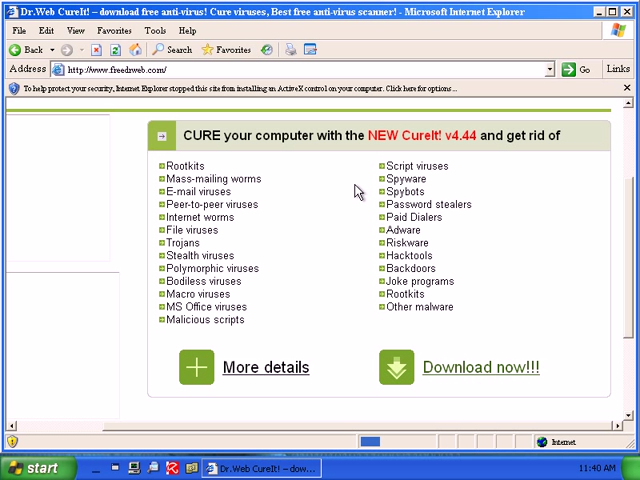 Dr.Web CureIt! – download free anti-virus! Cure viruses, Best free anti-virus scanner! - Microsoft Internet Explorer
File Edit View Favorites Tools Help
Back Search Favorites
Address http://www.freedrweb.com/ Go Links
To help protect your security, Internet Explorer stopped this site from installing an ActiveX control on your computer. Click here for options...
CURE your computer with the NEW CureIt! v4.44 and get rid of
Rootkits
Mass-mailing worms
E-mail viruses
Peer-to-peer viruses
Internet worms
File viruses
Trojans
Stealth viruses
Polymorphic viruses
Bodiless viruses
Macro viruses
MS Office viruses
Malicious scripts
Script viruses
Spyware
Spybots
Password stealers
Paid Dialers
Adware
Riskware
Hacktools
Backdoors
Joke programs
Rootkits
Other malware
More details
Download now!!!
Internet
start
Dr.Web CureIt! – dow...
11:40 AM